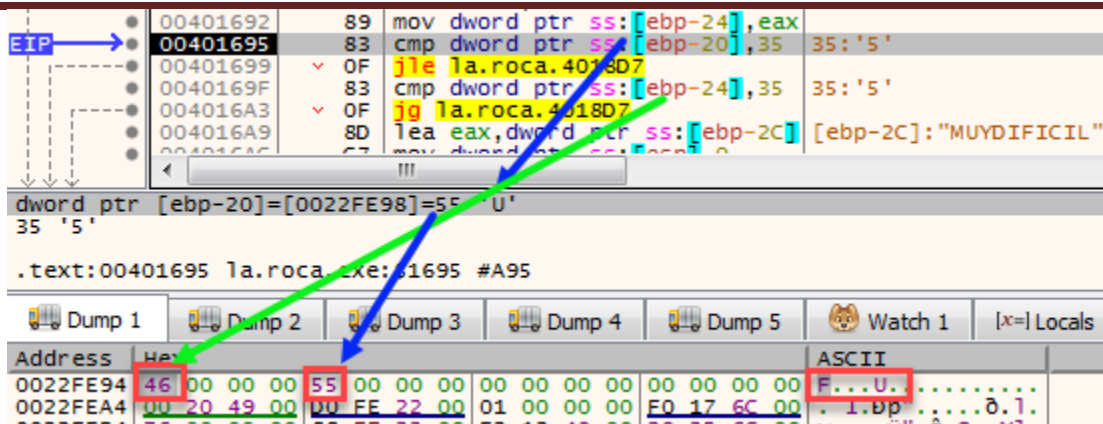 00401692 89 mov dword ptr ss:[ebp-24],eax
EIP 00401695 83 cmp dword ptr ss:[ebp-20],35 35:'5'
00401699 0F jle la.roca.4018D7
0040169F 83 cmp dword ptr ss:[ebp-24],35 35:'5'
004016A3 0F jg la.roca.4018D7
004016A9 8D lea eax,dword ptr ss:[ebp-2C] [ebp-2C]:"MUYDIFICIL"
dword ptr [ebp-20]=[0022FE98]=55 'U'
35 '5'
.text:00401695 la.roca.exe:$1695 #A95
Dump 1 Dump 2 Dump 3 Dump 4 Dump 5 Watch 1 [x=] Locals
Address Hex ASCII
0022FE94 46 00 00 00 55 00 00 00 00 00 00 00 00 00 00 00 F...U...........
0022FEA4 00 20 49 00 D0 FE 22 00 01 00 00 00 F0 17 6C 00 . I.Ðþ".....ð.l.